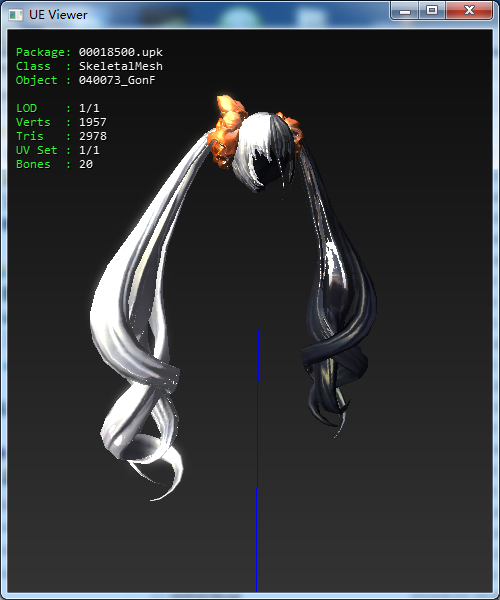 UE Viewer
Package: 00018500.upk
Class : SkeletalMesh
Object : 040073_GonF
LOD : 1/1
Verts : 1957
Tris : 2978
UV Set : 1/1
Bones : 20